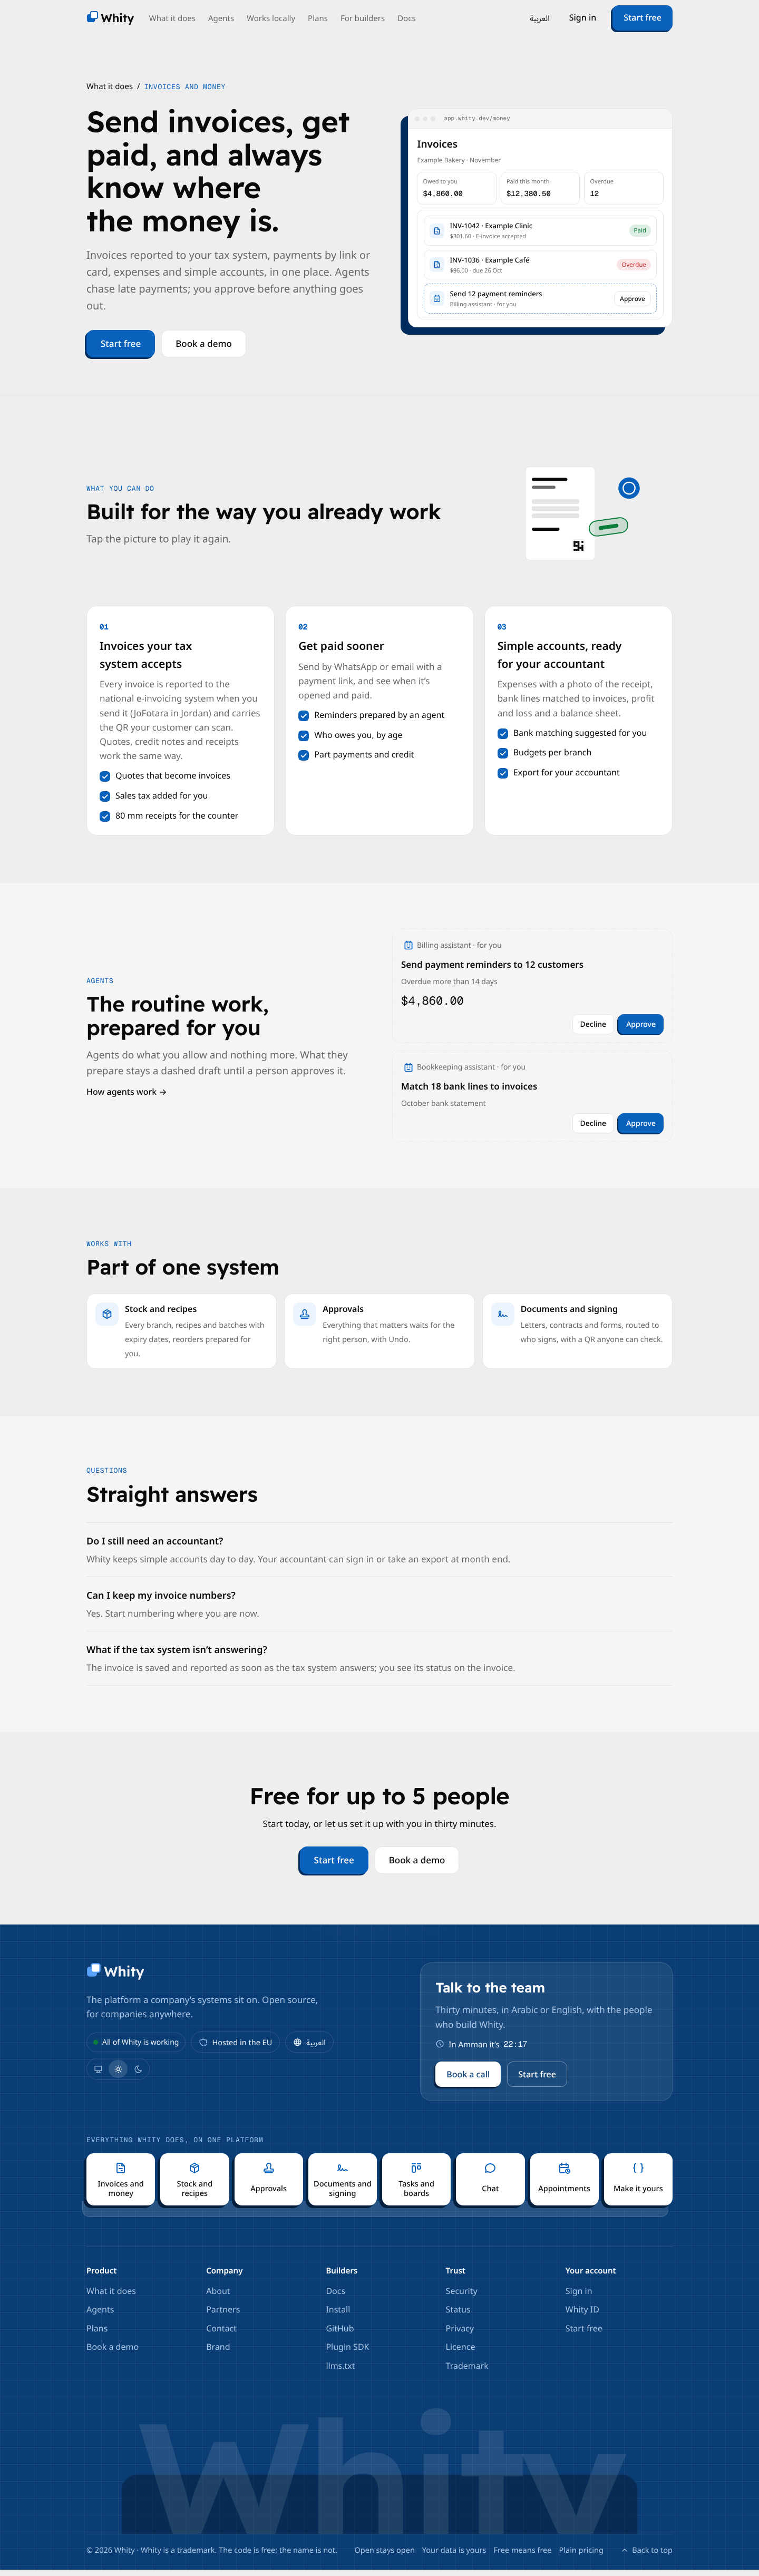 Whity
What it does
Agents
Works locally
Plans
For builders
Docs
العربية
Sign in
Start free
What it does / INVOICES AND MONEY
Send invoices, get
paid, and always
know where
the money is.
Invoices reported to your tax system, payments by link or
card, expenses and simple accounts, in one place. Agents
chase late payments; you approve before anything goes
out.
Start free
Book a demo
app.whity.dev/money
Invoices
Example Bakery · November
Owed to you
$4,860.00
Paid this month
$12,380.50
Overdue
12
INV-1042 · Example Clinic
$301.60 · E-invoice accepted
Paid
INV-1036 · Example Café
$96.00 · due 26 Oct
Overdue
Send 12 payment reminders
Billing assistant · for you
Approve
WHAT YOU CAN DO
Built for the way you already work
Tap the picture to play it again.
01
Invoices your tax
system accepts
Every invoice is reported to the
national e-invoicing system when you
send it (JoFotara in Jordan) and carries
the QR your customer can scan.
Quotes, credit notes and receipts
work the same way.
Quotes that become invoices
Sales tax added for you
80 mm receipts for the counter
02
Get paid sooner
Send by WhatsApp or email with a
payment link, and see when it's
opened and paid.
Reminders prepared by an agent
Who owes you, by age
Part payments and credit
03
Simple accounts, ready
for your accountant
Expenses with a photo of the receipt,
bank lines matched to invoices, profit
and loss and a balance sheet.
Bank matching suggested for you
Budgets per branch
Export for your accountant
AGENTS
The routine work,
prepared for you
Agents do what you allow and nothing more. What they
prepare stays a dashed draft until a person approves it.
How agents work →
Billing assistant · for you
Send payment reminders to 12 customers
Overdue more than 14 days
$4,860.00
Decline
Approve
Bookkeeping assistant · for you
Match 18 bank lines to invoices
October bank statement
Decline
Approve
WORKS WITH
Part of one system
Stock and recipes
Every branch, recipes and batches with
expiry dates, reorders prepared for
you.
Approvals
Everything that matters waits for the
right person, with Undo.
Documents and signing
Letters, contracts and forms, routed to
who signs, with a QR anyone can check.
QUESTIONS
Straight answers
Do I still need an accountant?
Whity keeps simple accounts day to day. Your accountant can sign in or take an export at month end.
Can I keep my invoice numbers?
Yes. Start numbering where you are now.
What if the tax system isn't answering?
The invoice is saved and reported as soon as the tax system answers; you see its status on the invoice.
Free for up to 5 people
Start today, or let us set it up with you in thirty minutes.
Start free
Book a demo
Whity
The platform a company's systems sit on. Open source,
for companies anywhere.
All of Whity is working
Hosted in the EU
العربية
Talk to the team
Thirty minutes, in Arabic or English, with the people
who build Whity.
In Amman it's 22:17
Book a call
Start free
EVERYTHING WHITY DOES, ON ONE PLATFORM
Invoices and
money
Stock and
recipes
Approvals
Documents and
signing
Tasks and
boards
Chat
Appointments
Make it yours
Product
What it does
Agents
Plans
Book a demo
Company
About
Partners
Contact
Brand
Builders
Docs
Install
GitHub
Plugin SDK
llms.txt
Trust
Security
Status
Privacy
Licence
Trademark
Your account
Sign in
Whity ID
Start free
Whity
© 2026 Whity · Whity is a trademark. The code is free; the name is not.
Open stays open
Your data is yours
Free means free
Plain pricing
Back to top